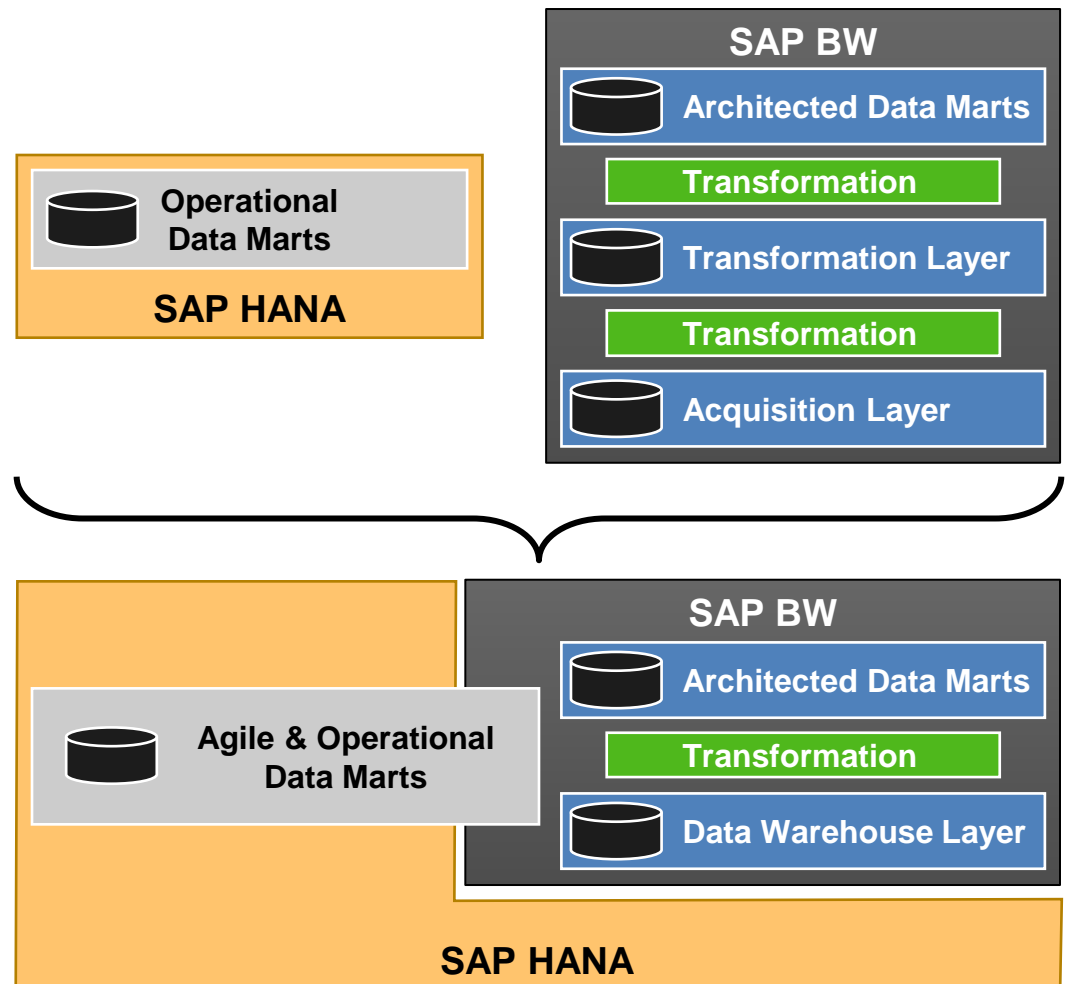 SAP BW
Architected Data Marts
Transformation
Operational
Data Marts
Transformation Layer
SAP HANA
Transformation
Acquisition Layer
SAP BW
Architected Data Marts
Agile & Operational
Data Marts
Transformation
Data Warehouse Layer
SAP HANA